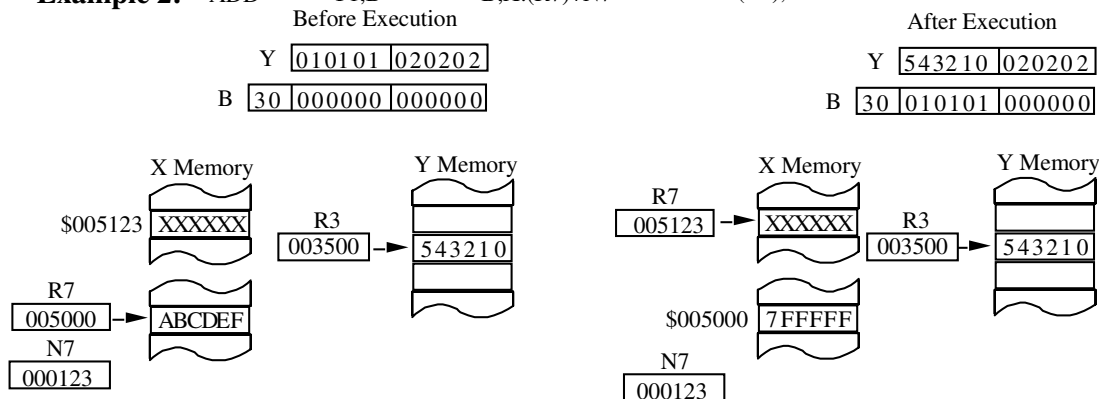 Example 2:
Before Execution
Y 010101 020202
B 30 000000 000000
X Memory
$005123 XXXXXX
R7
005000
ABCDEF
N7
000123
Y Memory
R3
003500
543210
After Execution
Y 543210 020202
B 30 010101 000000
X Memory
R7
005123
XXXXXX
$005000 7FFFFF
N7
000123
Y Memory
R3
003500
543210